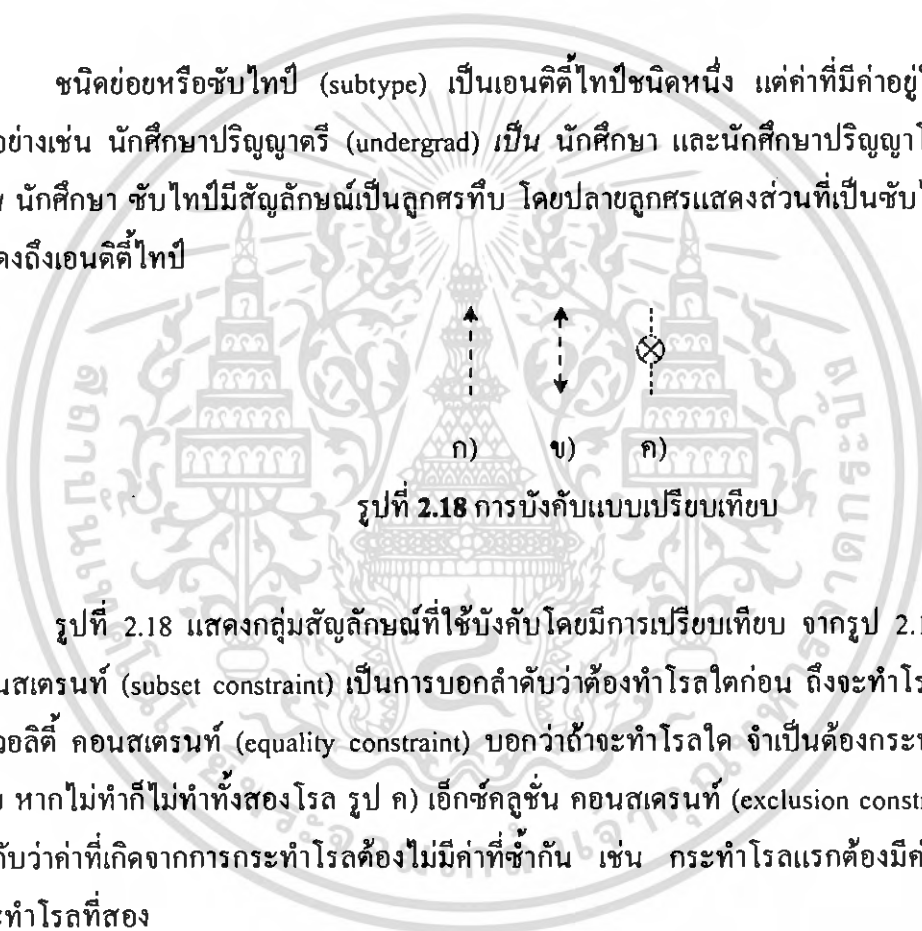 ชนิดย่อยหรือซับไทป์ (subtype) เป็นเอนติตี้ไทป์ชนิดหนึ่ง แต่ค่าที่มีค่าอยู่
อย่างเช่น นักศึกษาปริญญาตรี (undergrad) เป็น นักศึกษา และนักศึกษาปริญญาโ
น นักศึกษา ซับไทป์มีสัญลักษณ์เป็นลูกศรทึบ โดยปลายลูกศรแสดงส่วนที่เป็นซับ
ดงถึงเอนติตี้ไทป์
ก) ข) ค)
รูปที่ 2.18 การบังคับแบบเปรียบเทียบ
รูปที่ 2.18 แสดงกลุ่มสัญลักษณ์ที่ใช้บังคับโดยมีการเปรียบเทียบ จากรูป 2.1
นสเตรนท์ (subset constraint) เป็นการบอกลำดับว่าต้องทำโรลใดก่อน ถึงจะทำโร
วอลิตี้ คอนสเตรนท์ (equality constraint) บอกว่าถ้าจะทำโรลใด จำเป็นต้องกระท
ย หากไม่ทำก็ไม่ทำทั้งสองโรล รูป ค) เอ็กซ์คลูชั่น คอนสเตรนท์ (exclusion constr
กับว่าค่าที่เกิดจากการกระทำโรลต้องไม่มีค่าที่ซ้ำกัน เช่น กระทำโรลแรกต้องมีค่
ะทำโรลที่สอง